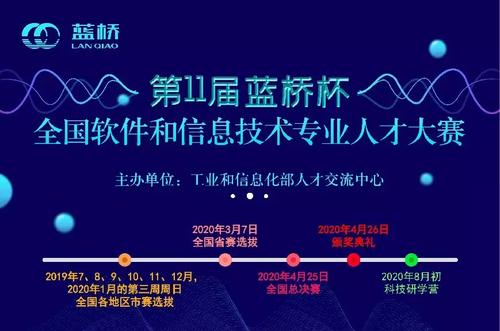 蓝桥
LAN QIAO
第11届蓝桥杯
全国软件和信息技术专业人才大赛
主办单位：工业和信息化部人才交流中心
2020年3月7日
全国省赛选拔
2020年4月26日
颁奖典礼
2019年7、8、9、10、11、12月,
2020年1月的第三周周日
全国各地区市赛选拔
2020年4月25日
全国总决赛
2020年8月初
科技研学营